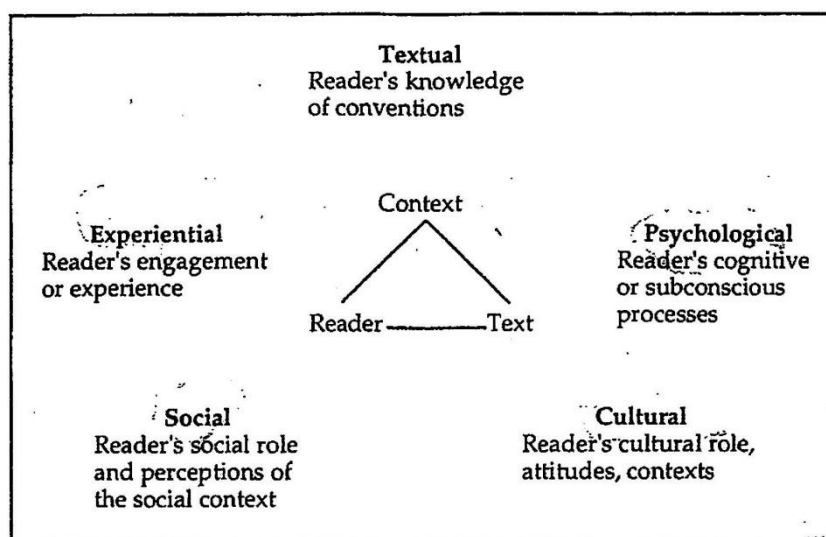 Textual
Reader's knowledge
of conventions
Context
Experiential
Reader's engagement
or experience
Psychological
Reader's cognitive
or subconscious
processes
Reader
Text
Social
Reader's social role
and perceptions of
the social context
Cultural
Reader's cultural role,
attitudes, contexts